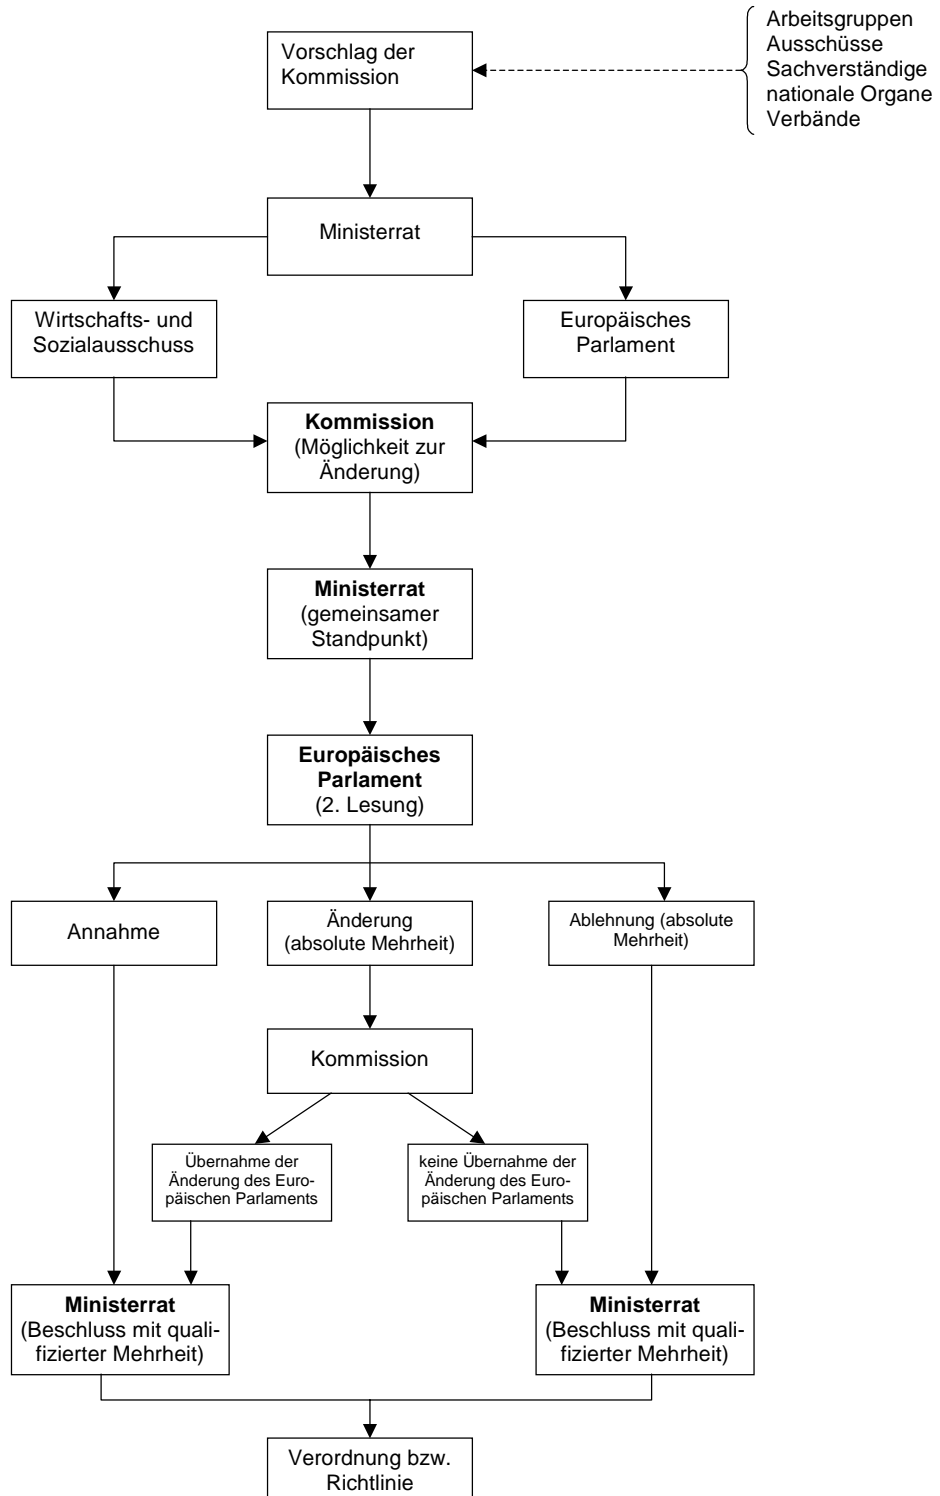 Arbeitsgruppen
Ausschüsse
Sachverständige
nationale Organe
Verbände
Vorschlag der
Kommission
Ministerrat
Wirtschafts- und
Sozialausschuss
Europäisches
Parlament
Kommission
(Möglichkeit zur
Änderung)
Ministerrat
(gemeinsamer
Standpunkt)
Europäisches
Parlament
(2. Lesung)
Annahme
Änderung
(absolute Mehrheit)
Ablehnung (absolute
Mehrheit)
Kommission
Übernahme der
Änderung des Euro-
päischen Parlaments
keine Übernahme der
Änderung des Euro-
päischen Parlaments
Ministerrat
(Beschluss mit quali-
fizierter Mehrheit)
Ministerrat
(Beschluss mit quali-
fizierter Mehrheit)
Verordnung bzw.
Richtlinie